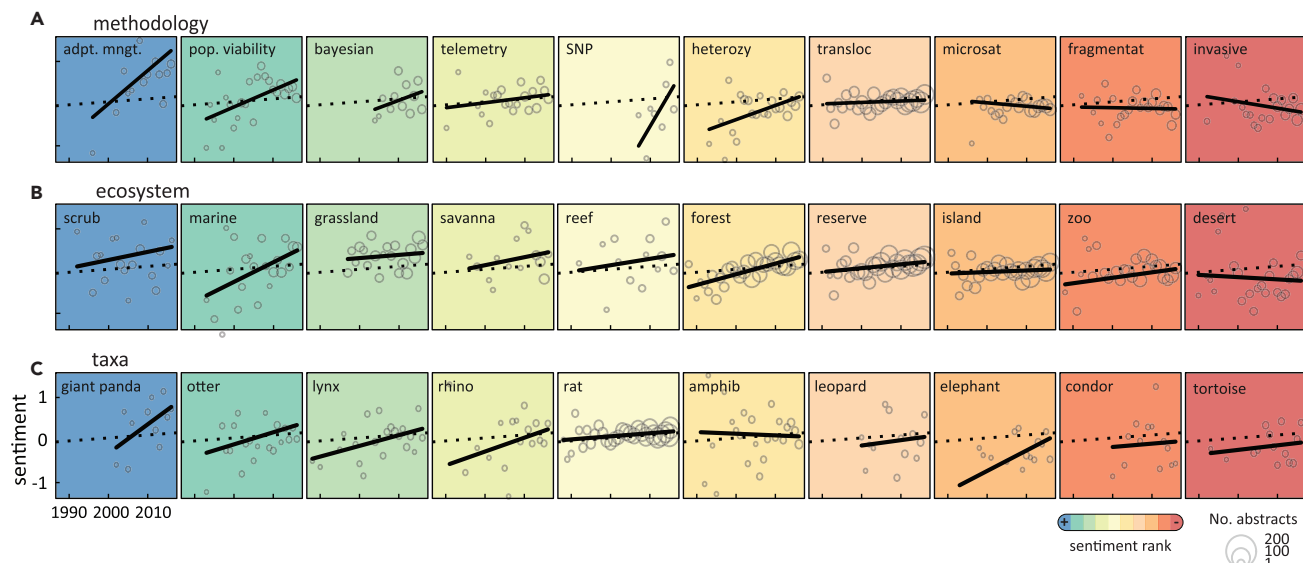 A methodology
adpt. mngt. pop. viability bayesian telemetry SNP heterozy transloc microsat fragmentat invasive
B ecosystem
scrub marine grassland savanna reef forest reserve island zoo desert
C taxa
giant panda otter lynx rhino rat amphib leopard elephant condor tortoise
1
0
-1
sentiment
1990 2000 2010
+ -
sentiment rank
No. abstracts
200
100
1